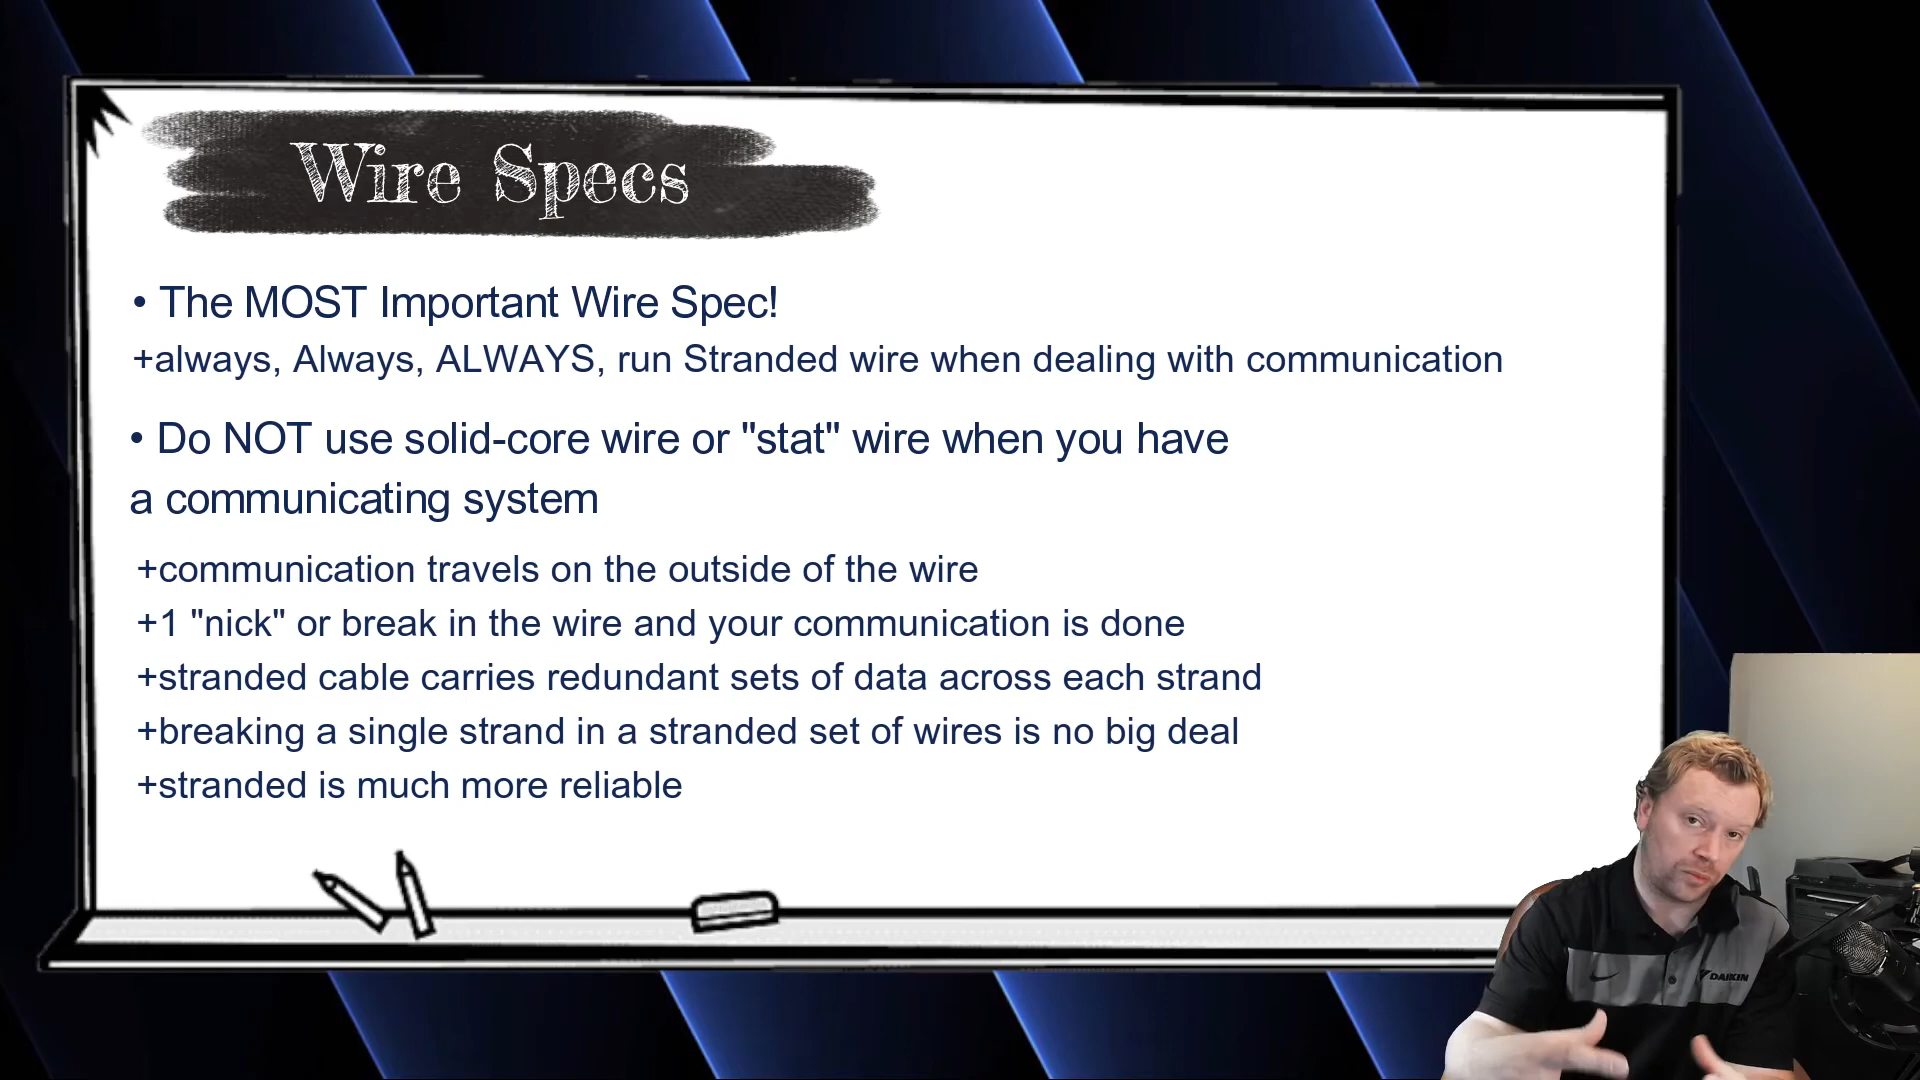 Wire Specs
• The MOST Important Wire Spec!
+always, Always, ALWAYS, run Stranded wire when dealing with communication
• Do NOT use solid-core wire or "stat" wire when you have
a communicating system
+communication travels on the outside of the wire
+1 "nick" or break in the wire and your communication is done
+stranded cable carries redundant sets of data across each strand
+breaking a single strand in a stranded set of wires is no big deal
+stranded is much more reliable
DAIKIN